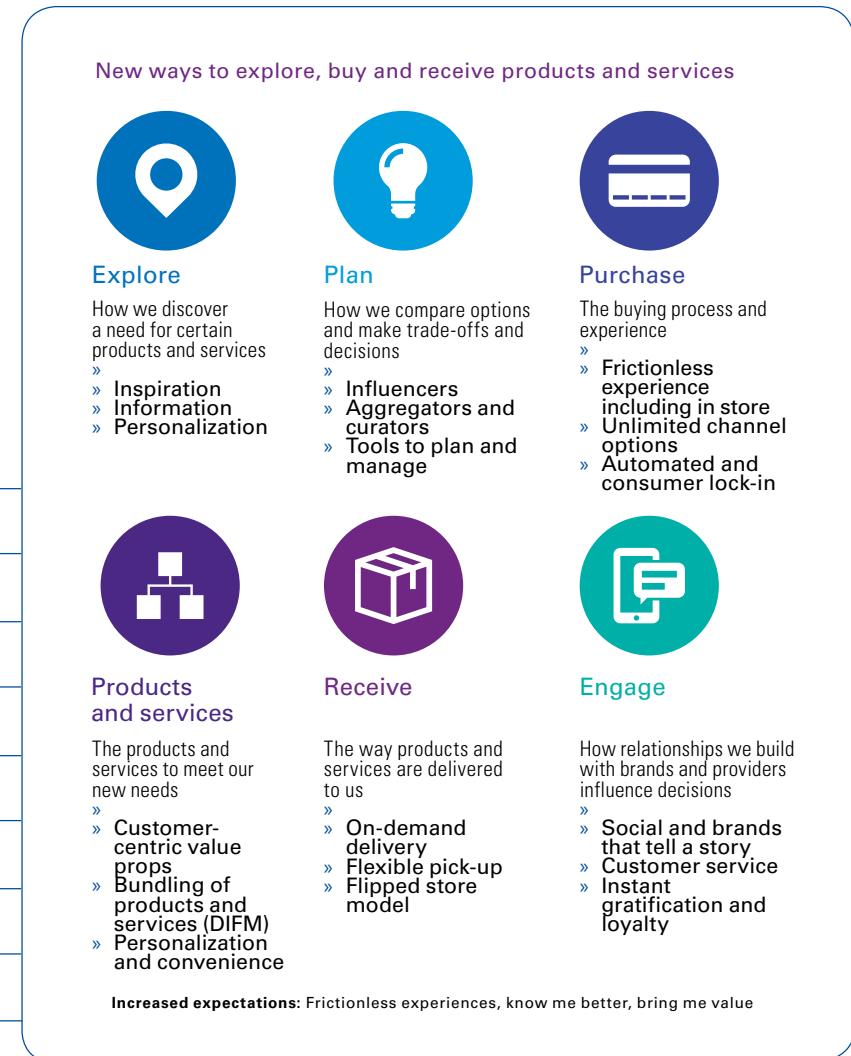 New ways to explore, buy and receive products and services
Explore
How we discover
a need for certain
products and services
»
» Inspiration
» Information
» Personalization
Plan
How we compare options
and make trade-offs and
decisions
»
» Influencers
» Aggregators and
curators
» Tools to plan and
manage
Purchase
The buying process and
experience
»
» Frictionless
experience
including in store
» Unlimited channel
options
» Automated and
consumer lock-in
Products
and services
The products and
services to meet our
new needs
»
» Customer-
centric value
props
» Bundling of
products and
services (DIFM)
» Personalization
and convenience
Receive
The way products and
services are delivered
to us
»
» On-demand
delivery
» Flexible pick-up
» Flipped store
model
Engage
How relationships we build
with brands and providers
influence decisions
»
» Social and brands
that tell a story
» Customer service
» Instant
gratification and
loyalty
Increased expectations: Frictionless experiences, know me better, bring me value